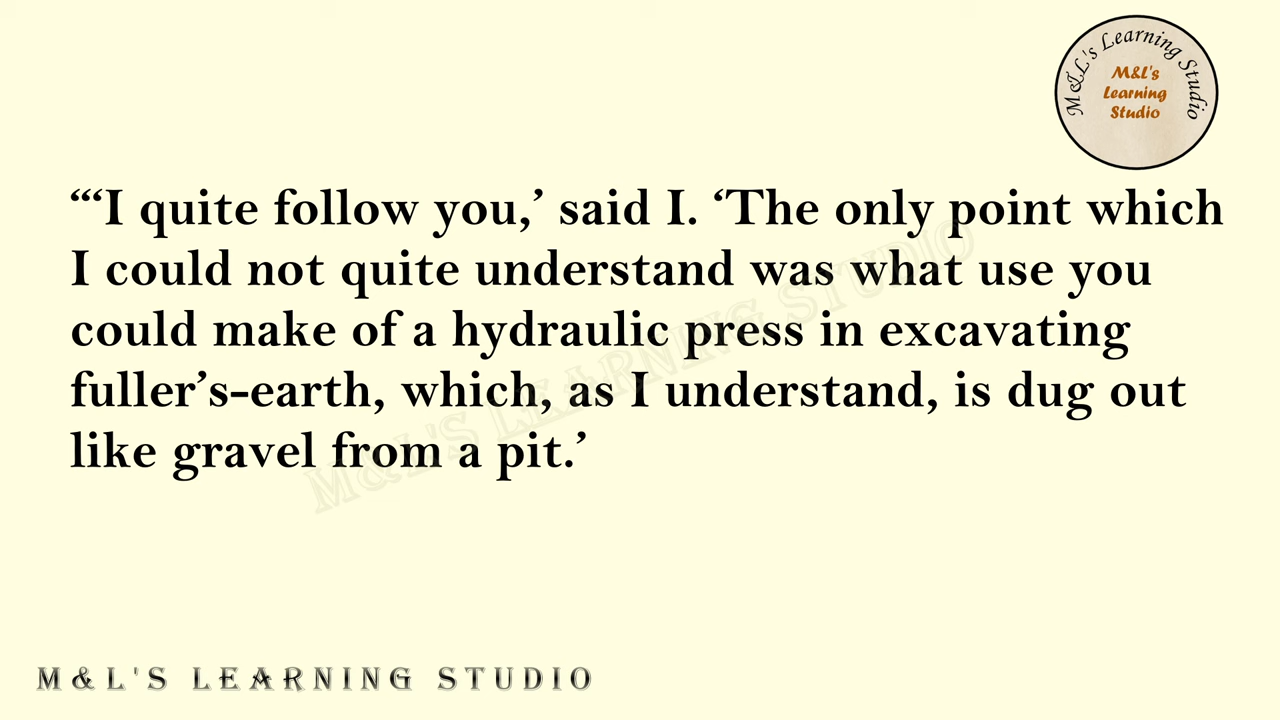 M&L's Learning Studio
M&L's
Learning
Studio
“‘I quite follow you,’ said I. ‘The only point which
I could not quite understand was what use you
could make of a hydraulic press in excavating
fuller’s-earth, which, as I understand, is dug out
like gravel from a pit.’
M&L'S LEARNING STUDIO
M&L'S LEARNING STUDIO